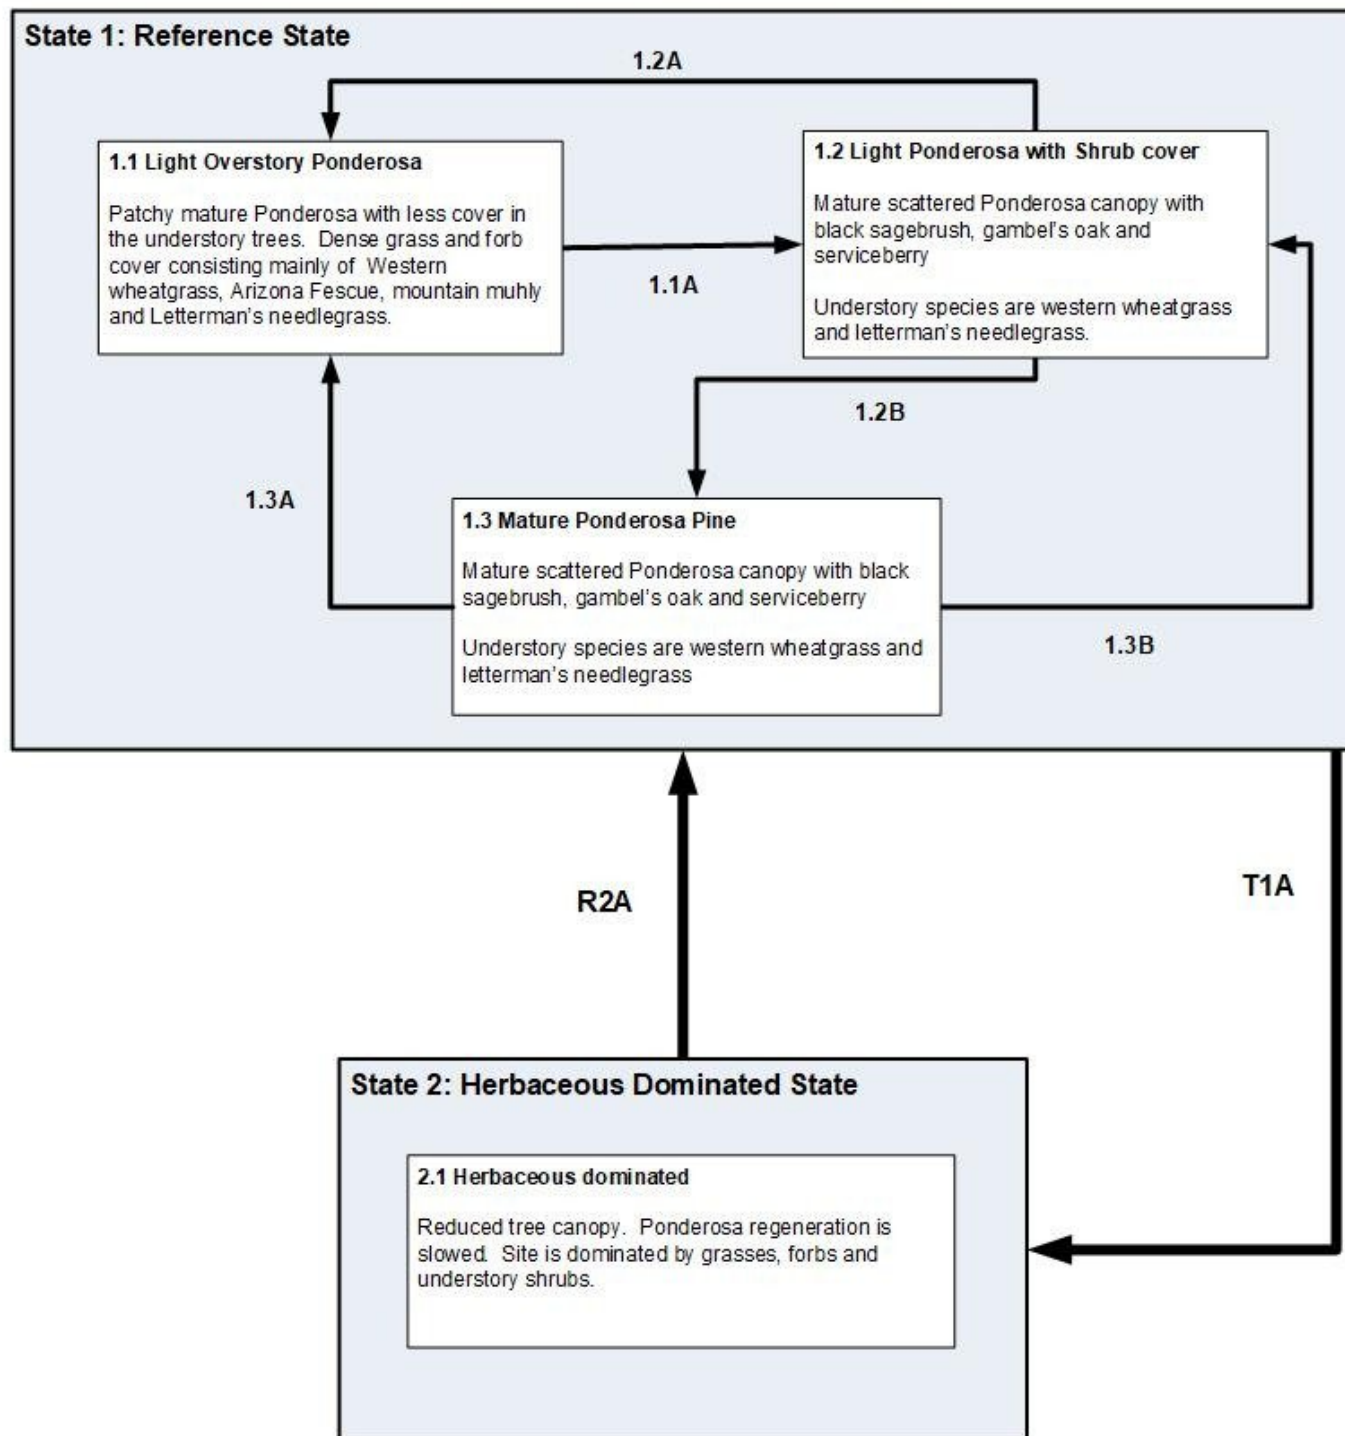 State 1: Reference State
1.2A
1.1 Light Overstory Ponderosa
Patchy mature Ponderosa with less cover in
the understory trees.  Dense grass and forb
cover consisting mainly of  Western
wheatgrass, Arizona Fescue, mountain muhly
and Letterman's needlegrass.
1.1A
1.2 Light Ponderosa with Shrub cover
Mature scattered Ponderosa canopy with
black sagebrush, gambel's oak and
serviceberry
Understory species are western wheatgrass
and letterman's needlegrass.
1.2B
1.3A
1.3 Mature Ponderosa Pine
Mature scattered Ponderosa canopy with black
sagebrush, gambel's oak and serviceberry
Understory species are western wheatgrass and
letterman's needlegrass
1.3B
R2A
T1A
State 2: Herbaceous Dominated State
2.1 Herbaceous dominated
Reduced tree canopy.  Ponderosa regeneration is
slowed.  Site is dominated by grasses, forbs and
understory shrubs.